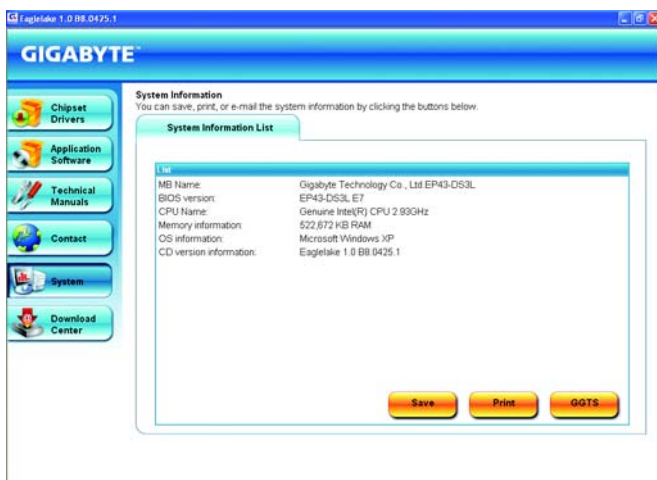 Eaglelake 1.0 B8.0425.1
GIGABYTE™
System Information
You can save, print, or e-mail the system information by clicking the buttons below.
System Information List
Chipset
Drivers
Application
Software
Technical
Manuals
Contact
System
Download
Center
List
MB Name: Gigabyte Technology Co., Ltd.EP43-DS3L
BIOS version: EP43-DS3L E7
CPU Name: Genuine Intel(R) CPU 2.93GHz
Memory information: 522,672 KB RAM
OS information: Microsoft Windows XP
CD version information: Eaglelake 1.0 B8.0425.1
Save
Print
GGTS